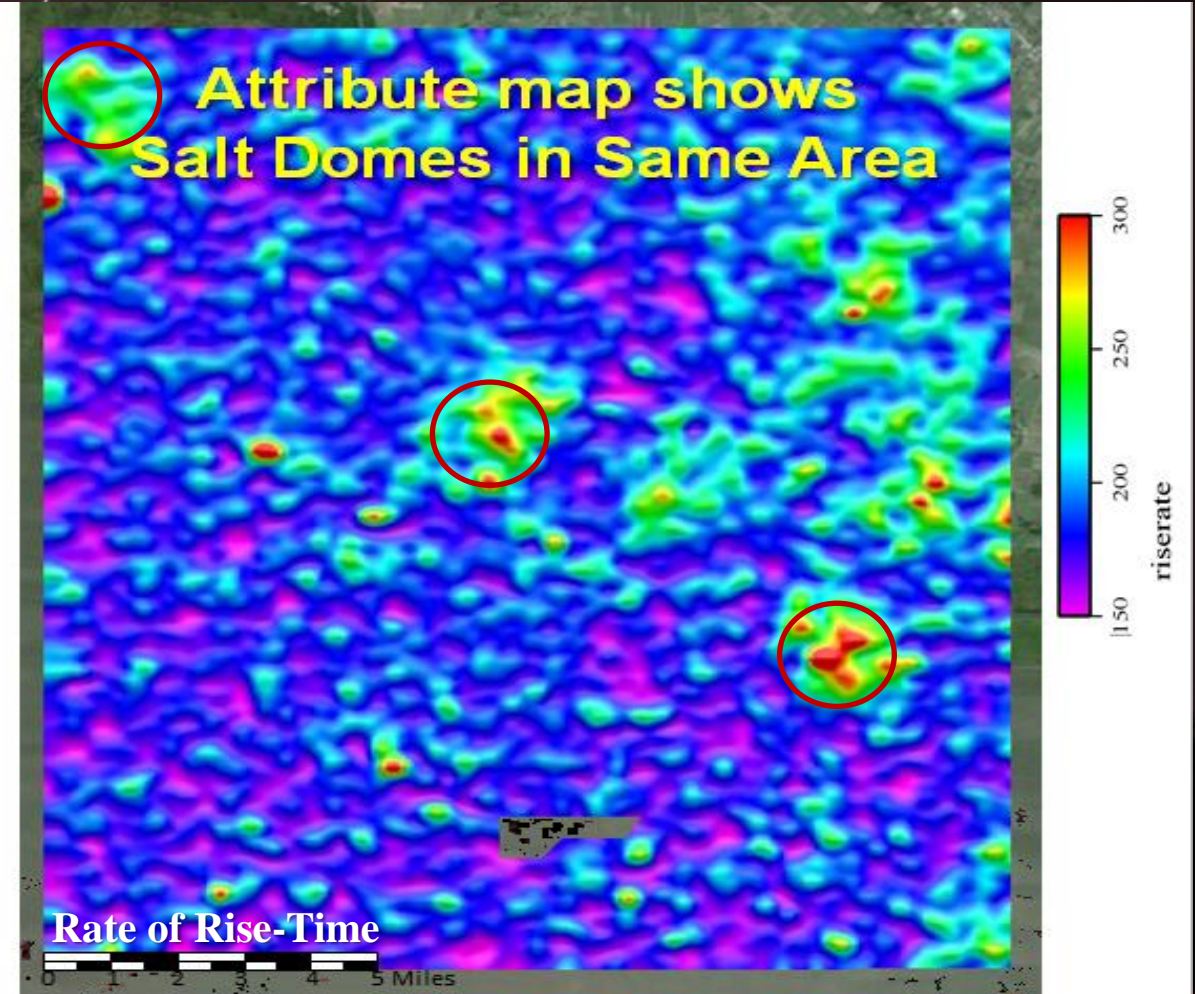 Attribute map shows
Salt Domes in Same Area
300
250
200
150
riserate
Rate of Rise-Time
0 1 2 3 4 5 Miles